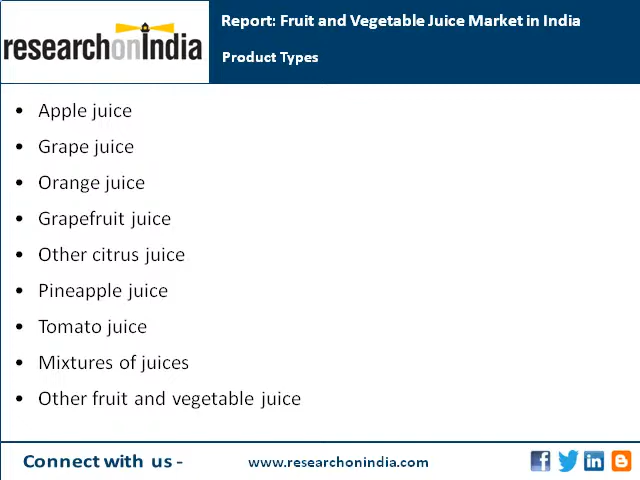 researchonindia
Report: Fruit and Vegetable Juice Market in India
Product Types
• Apple juice
• Grape juice
• Orange juice
• Grapefruit juice
• Other citrus juice
• Pineapple juice
• Tomato juice
• Mixtures of juices
• Other fruit and vegetable juice
Connect with us - www.researchonindia.com